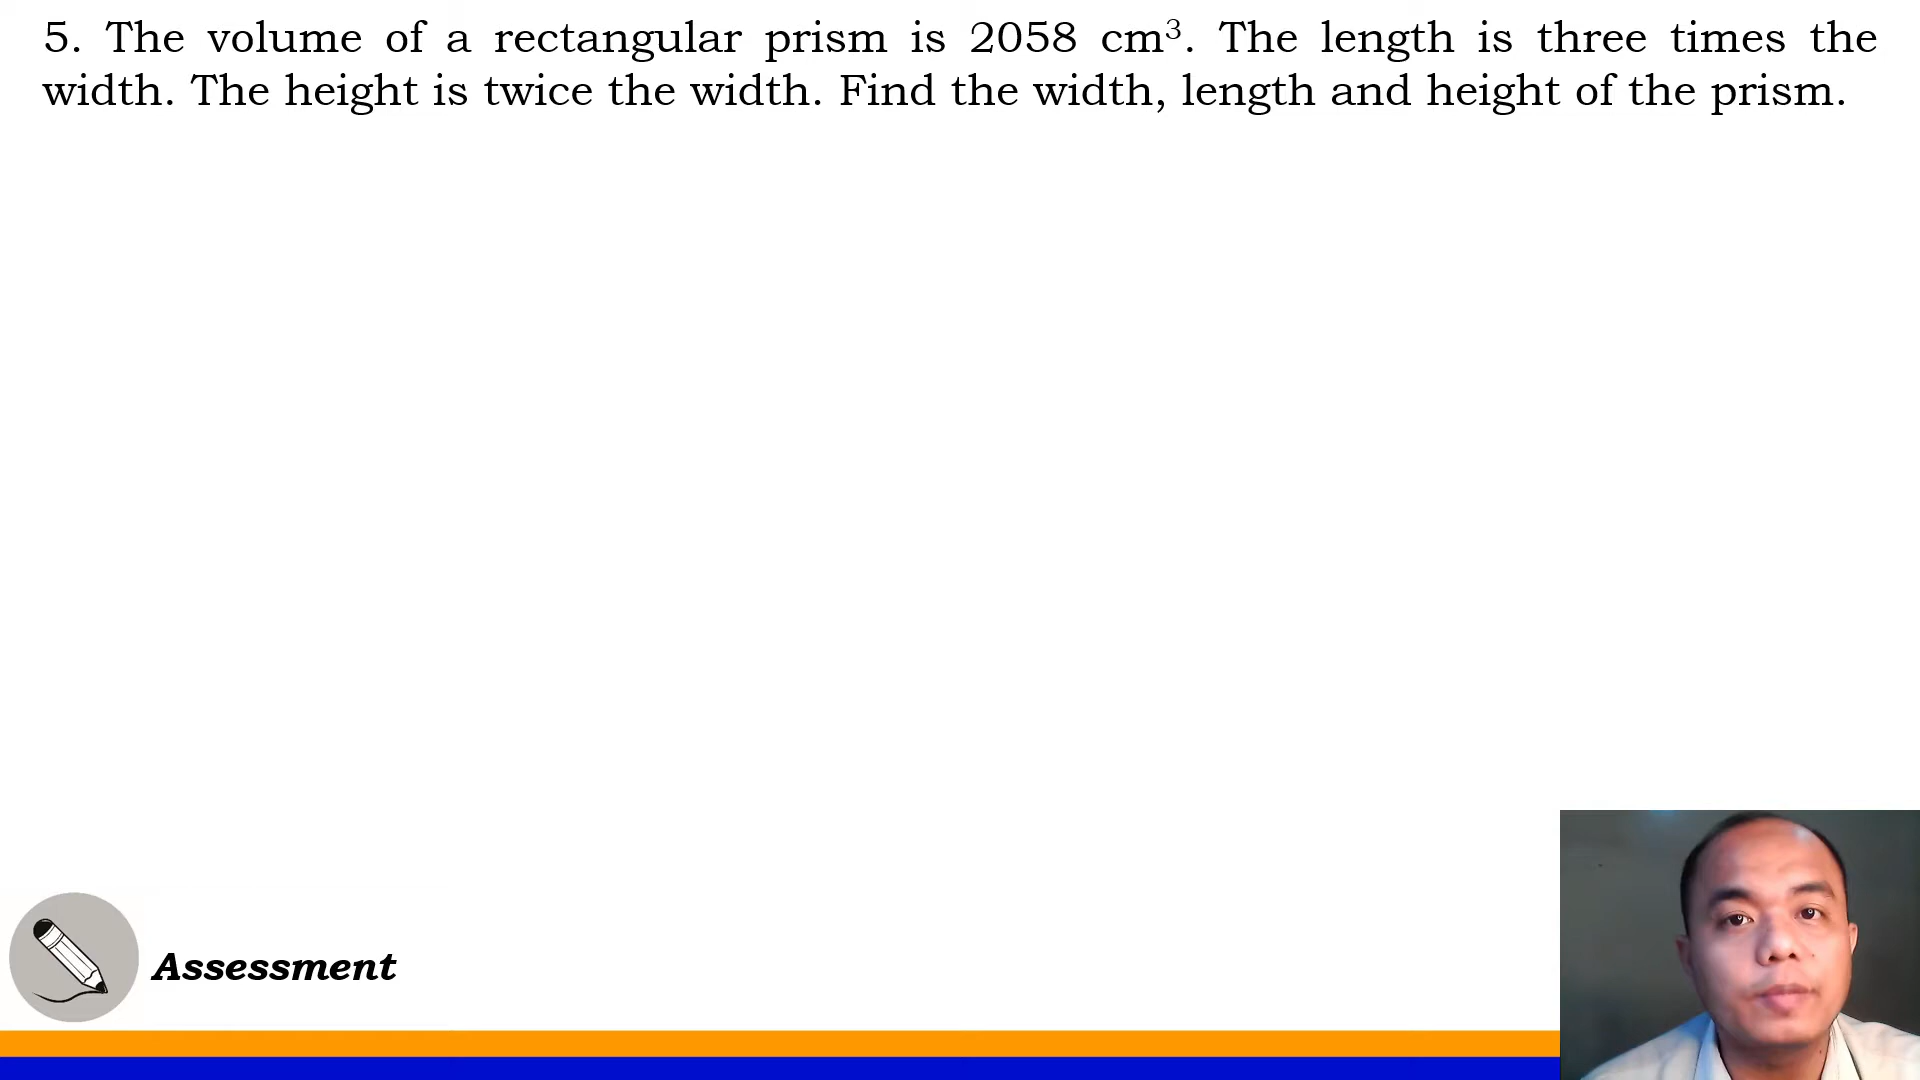 5. The volume of a rectangular prism is 2058 cm³. The length is three times the
width. The height is twice the width. Find the width, length and height of the prism.
Assessment